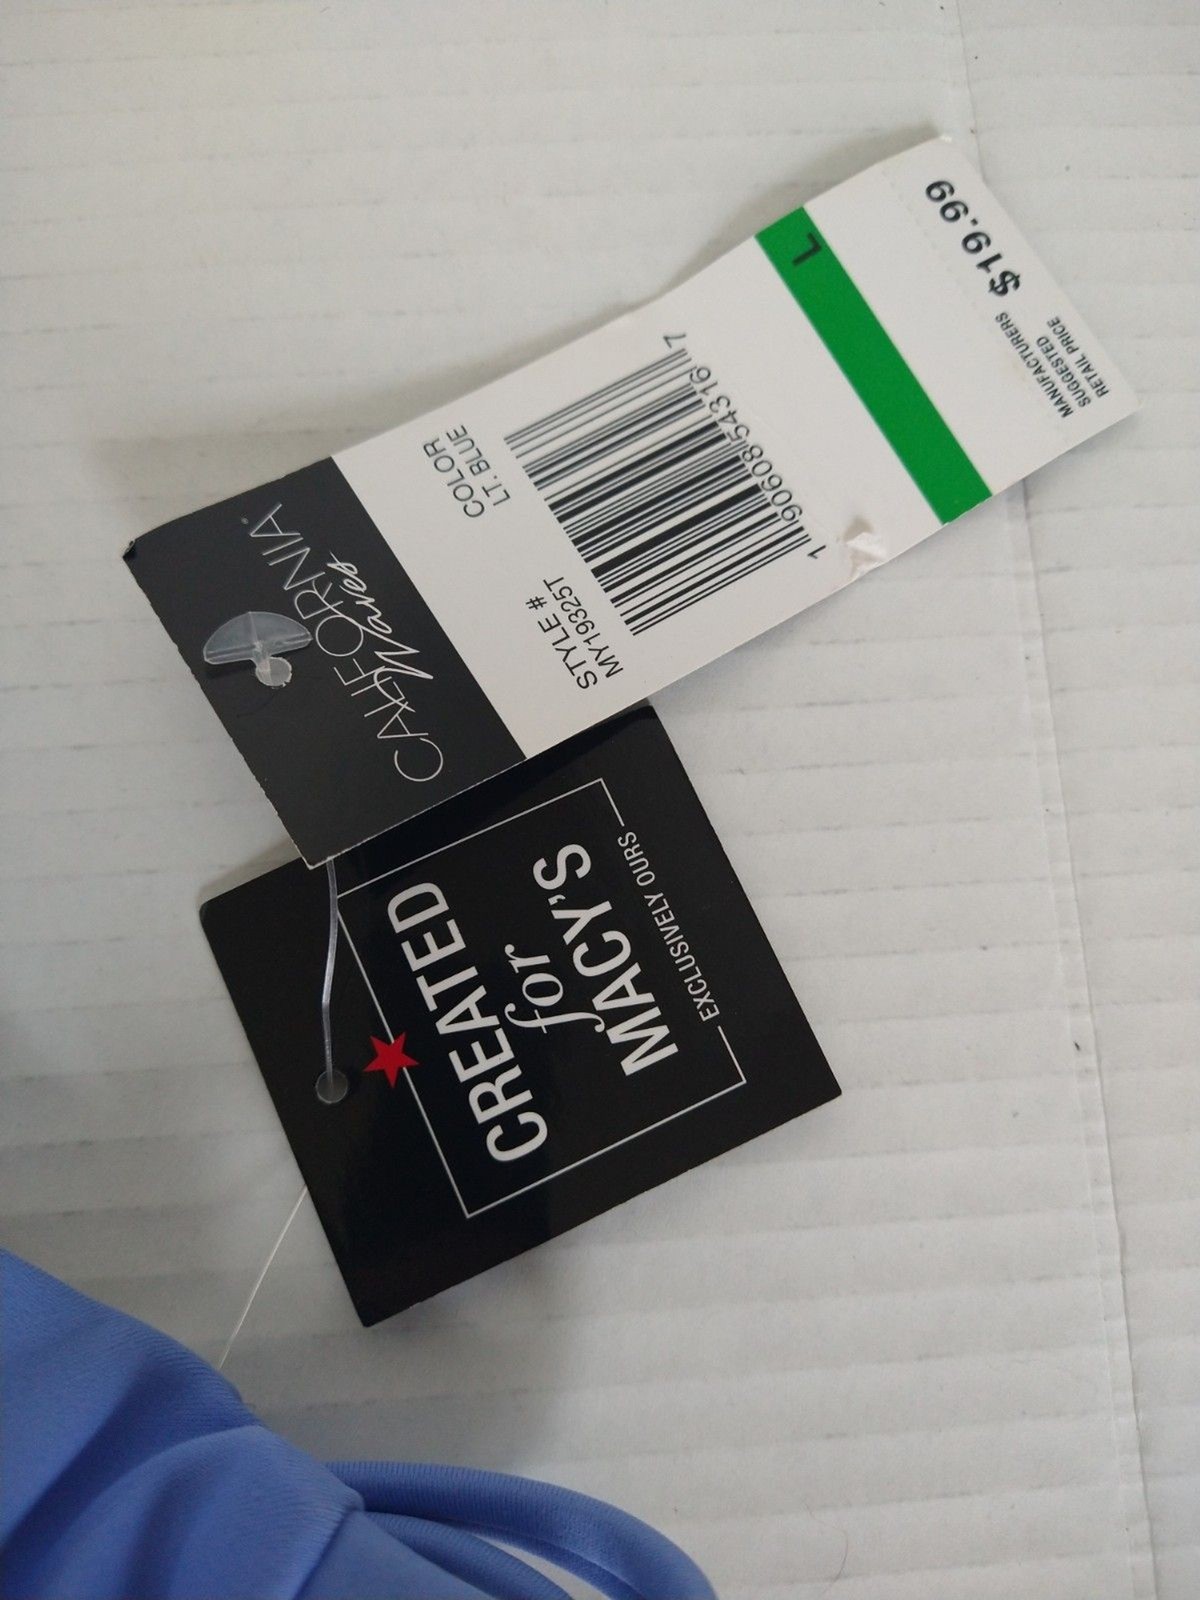 CALIFORNIA
Waves
STYLE #
MY19325T
COLOR
LT. BLUE
1 90608 54316 7
L
MANUFACTURERS
SUGGESTED
RETAIL PRICE
$19.99
CREATED
for
MACY'S
EXCLUSIVELY OURS